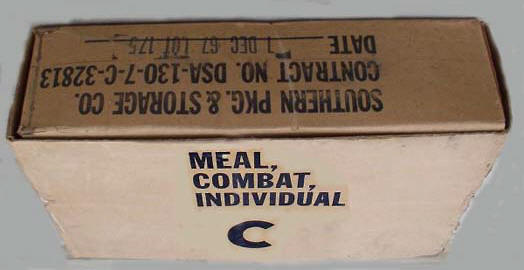 SOUTHERN PKG. & STORAGE CO.
CONTRACT NO. DSA-130-7-C-32813
DATE 1 DEC 67 LOT 175
MEAL,
COMBAT,
INDIVIDUAL
C